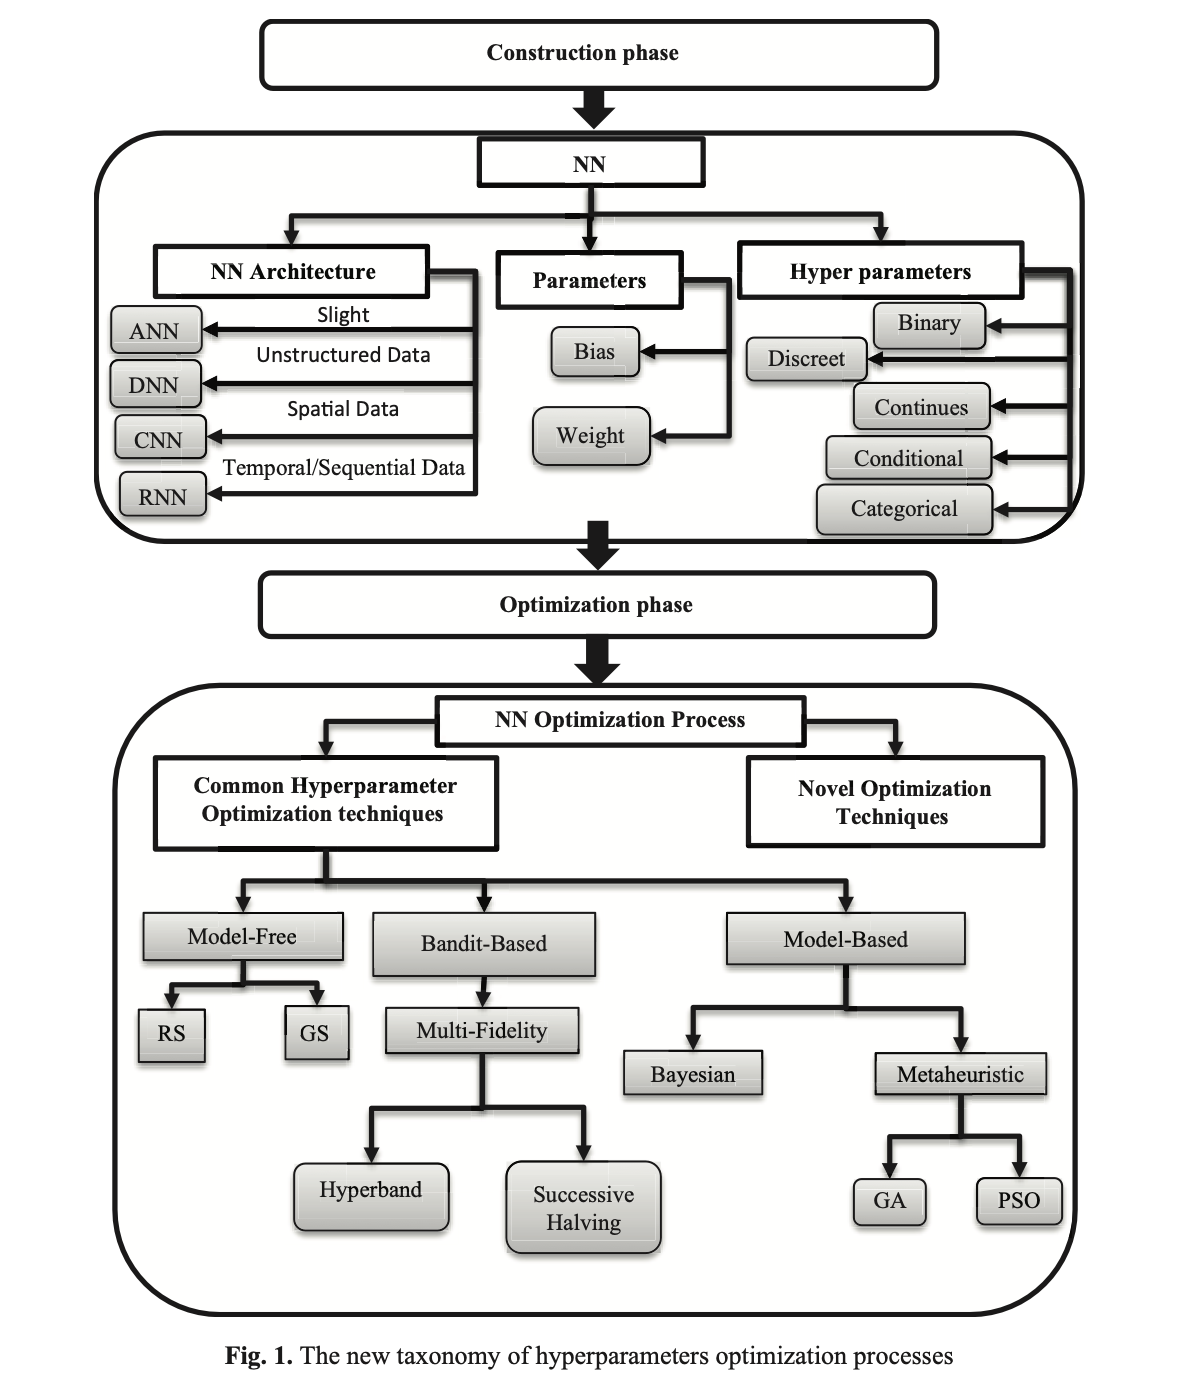 Construction phase
NN
NN Architecture
Parameters
Hyper parameters
Slight
ANN
Unstructured Data
DNN
Spatial Data
CNN
Temporal/Sequential Data
RNN
Bias
Weight
Binary
Discreet
Continues
Conditional
Categorical
Optimization phase
NN Optimization Process
Common Hyperparameter
Optimization techniques
Novel Optimization
Techniques
Model-Free
Bandit-Based
Model-Based
RS
GS
Multi-Fidelity
Bayesian
Metaheuristic
Hyperband
Successive
Halving
GA
PSO
Fig. 1. The new taxonomy of hyperparameters optimization processes